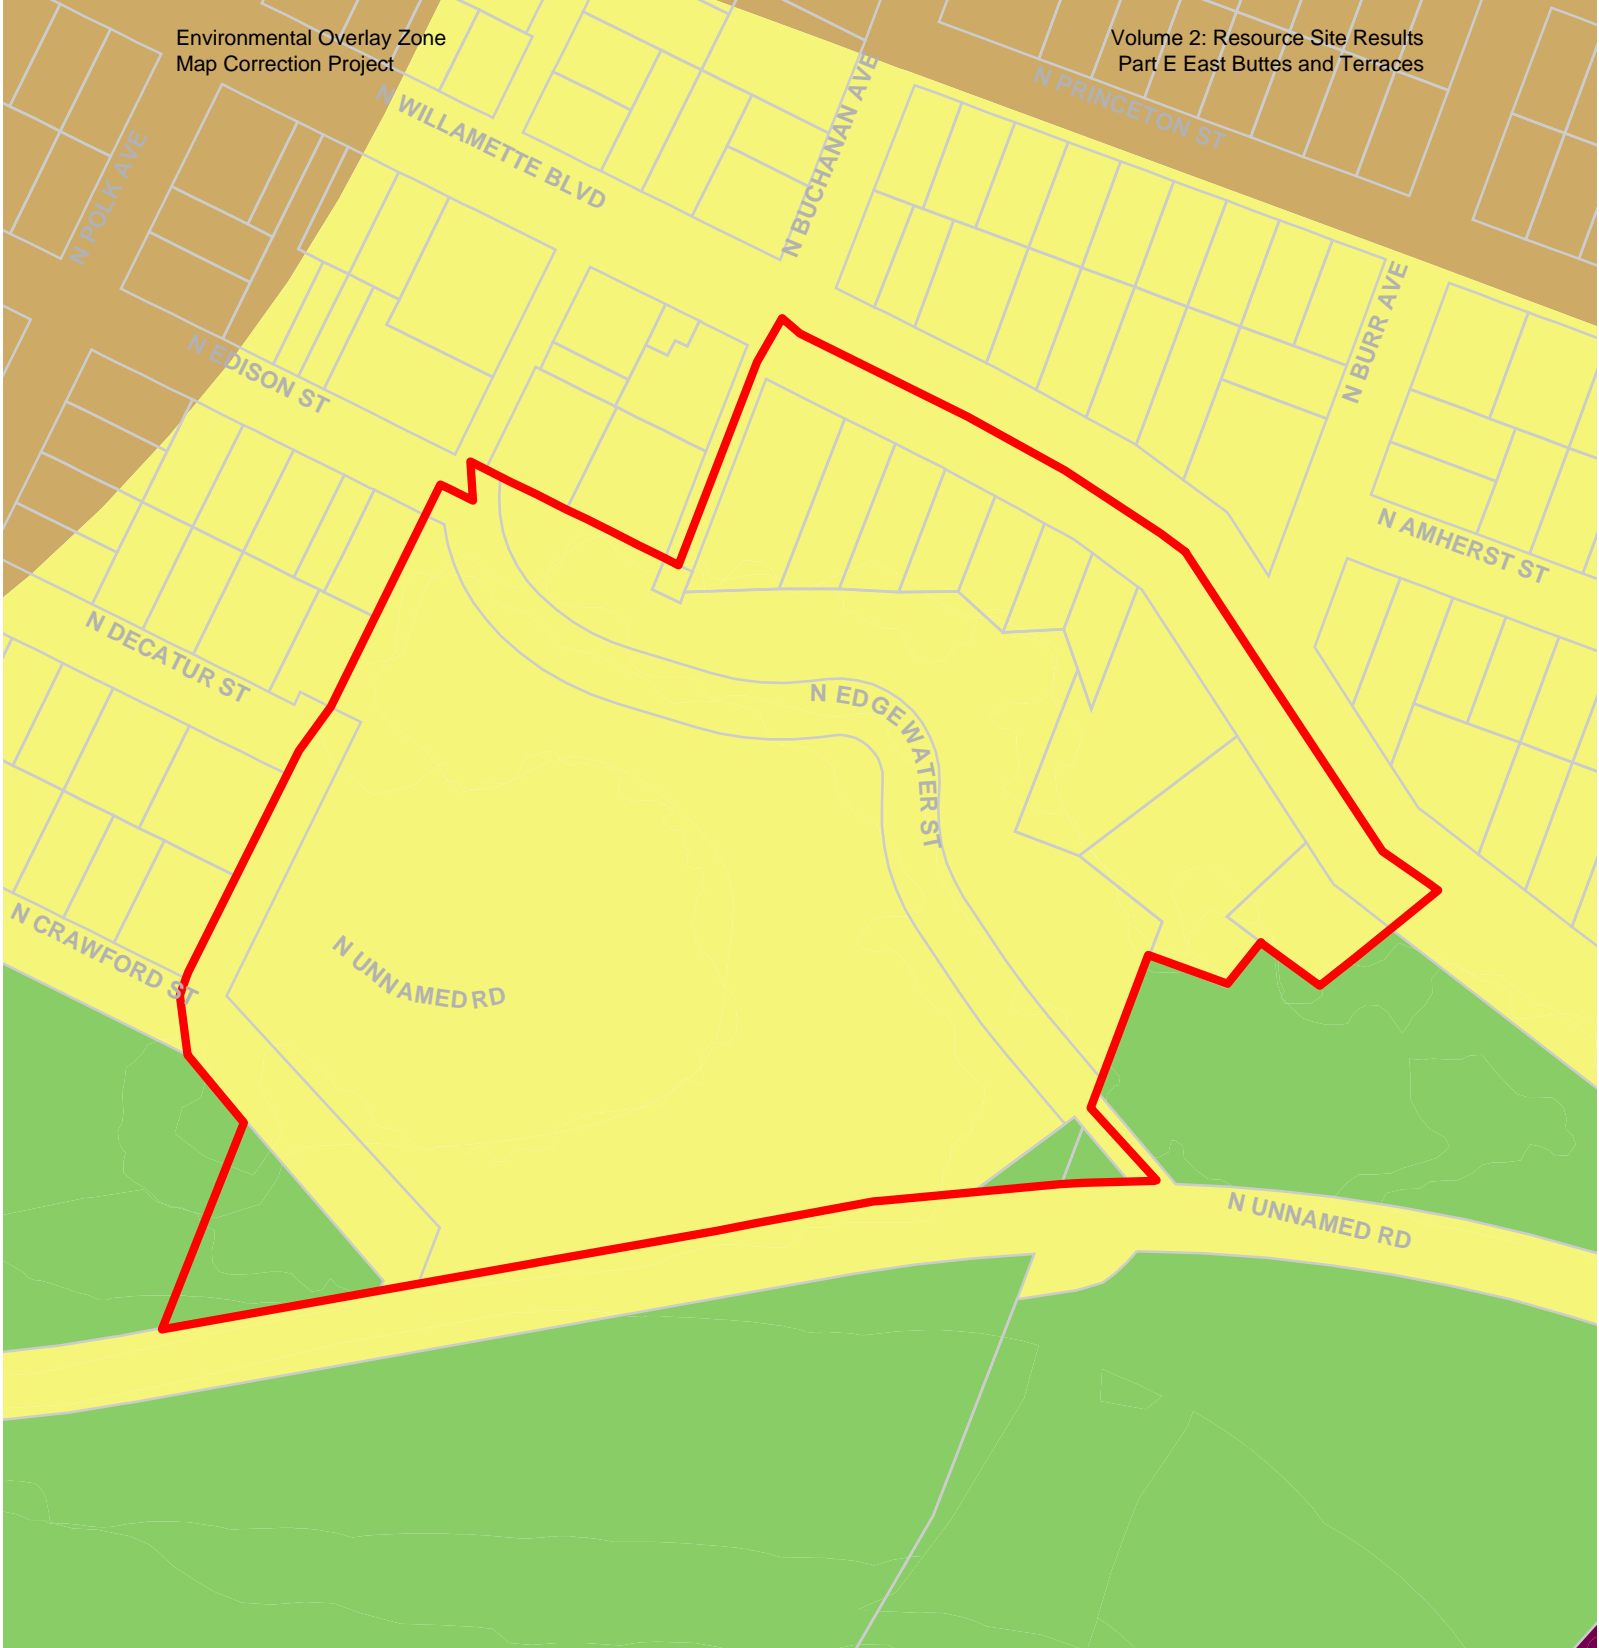 Environmental Overlay Zone
Map Correction Project
Volume 2: Resource Site Results
Part E East Buttes and Terraces
N PRINCETON ST
N WILLAMETTE BLVD
N BUCHANAN AVE
N POLK AVE
N BURR AVE
N EDISON ST
N AMHERST ST
N DECATUR ST
N EDGEWATER ST
N CRAWFORD ST
N UNNAMED RD
N UNNAMED RD